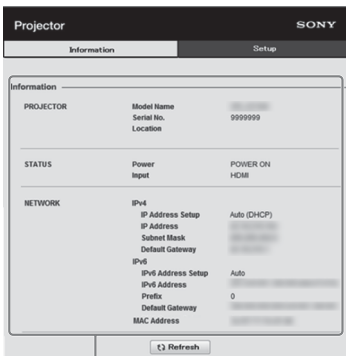 Projector SONY
Information Setup
Information
PROJECTOR Model Name
Serial No. 9999999
Location
STATUS Power POWER ON
Input HDMI
NETWORK IPv4
IP Address Setup Auto (DHCP)
IP Address
Subnet Mask
Default Gateway
IPv6
IPv6 Address Setup Auto
IPv6 Address
Prefix 0
Default Gateway
MAC Address
Refresh